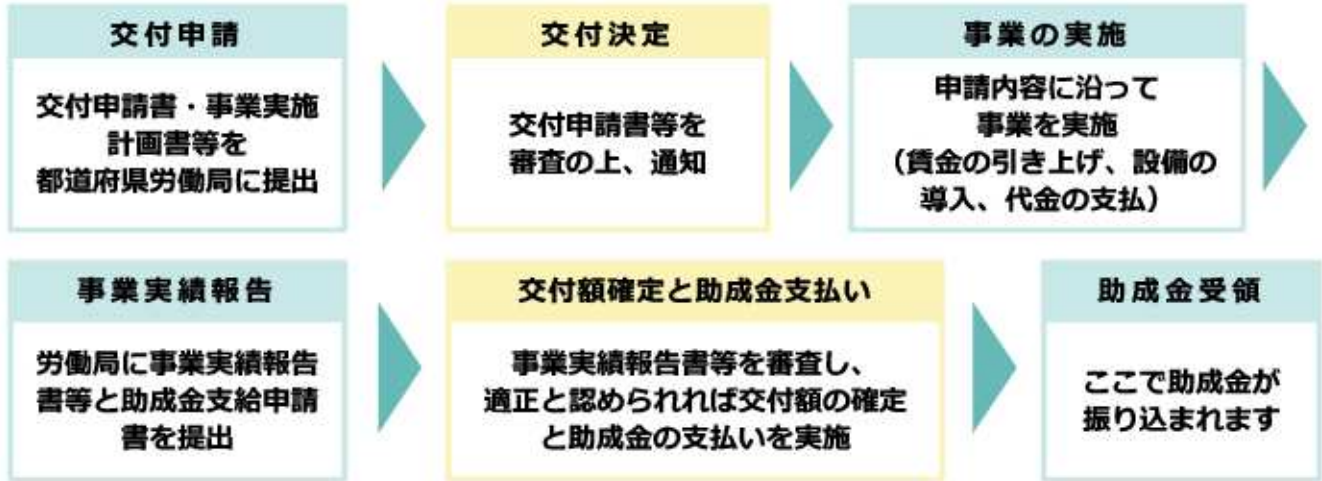 交付申請
交付申請書・事業実施
計画書等を
都道府県労働局に提出
交付決定
交付申請書等を
審査の上、通知
事業の実施
申請内容に沿って
事業を実施
（賃金の引き上げ、設備の
導入、代金の支払）
事業実績報告
労働局に事業実績報告
書等と助成金支給申請
書を提出
交付額確定と助成金支払い
事業実績報告書等を審査し、
適正と認められれば交付額の確定
と助成金の支払いを実施
助成金受領
ここで助成金が
振り込まれます